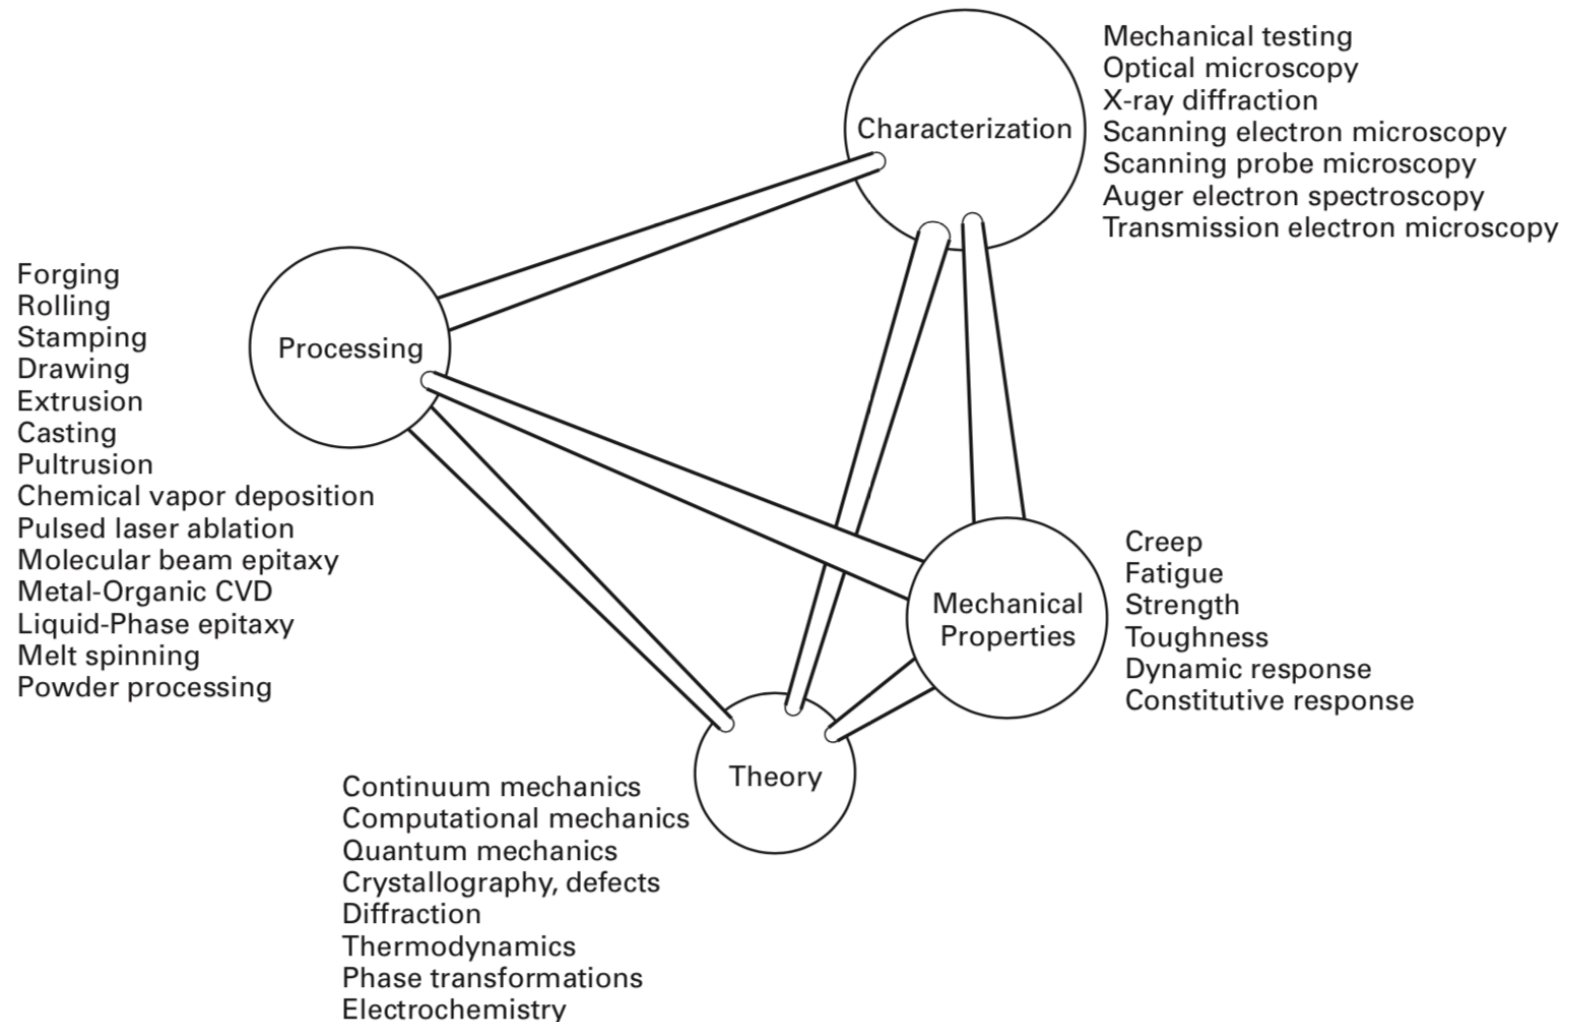 Characterization
Mechanical testing
Optical microscopy
X-ray diffraction
Scanning electron microscopy
Scanning probe microscopy
Auger electron spectroscopy
Transmission electron microscopy
Processing
Forging
Rolling
Stamping
Drawing
Extrusion
Casting
Pultrusion
Chemical vapor deposition
Pulsed laser ablation
Molecular beam epitaxy
Metal-Organic CVD
Liquid-Phase epitaxy
Melt spinning
Powder processing
Mechanical
Properties
Creep
Fatigue
Strength
Toughness
Dynamic response
Constitutive response
Theory
Continuum mechanics
Computational mechanics
Quantum mechanics
Crystallography, defects
Diffraction
Thermodynamics
Phase transformations
Electrochemistry